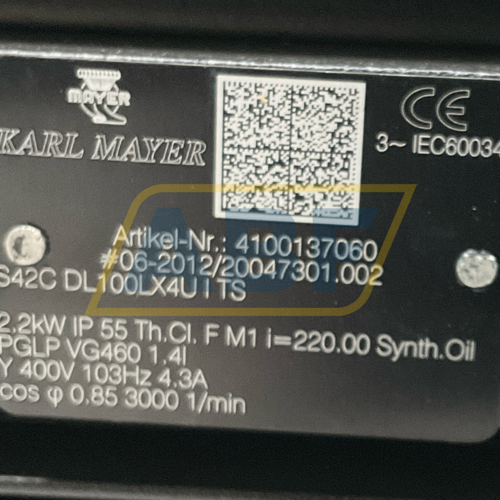 MAYER
KARL MAYER
CE
3~ IEC60034
Artikel-Nr.: 4100137060
#06-2012/20047301.002
S42C DL100LX4U I TS
2.2kW IP 55 Th.Cl. F M1 i=220.00 Synth.Oil
PGLP VG460 1.4l
Y 400V 103Hz 4.3A
cos φ 0.85 3000 1/min